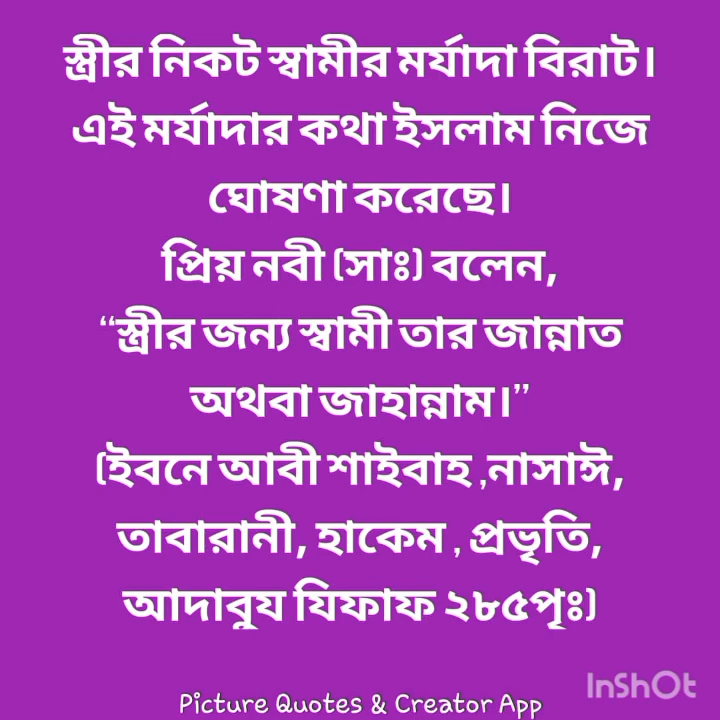 স্ত্রীর নিকট স্বামীর মর্যাদা বিরাট।
এই মর্যাদার কথা ইসলাম নিজে
ঘোষণা করেছে।
প্রিয় নবী (সাঃ) বলেন,
“স্ত্রীর জন্য স্বামী তার জান্নাত
অথবা জাহান্নাম।”
(ইবনে আবী শাইবাহ ,নাসাঈ,
তাবারানী, হাকেম , প্রভৃতি,
আদাবুয যিফাফ ২৮৫পৃঃ)
InShOt
Picture Quotes & Creator App